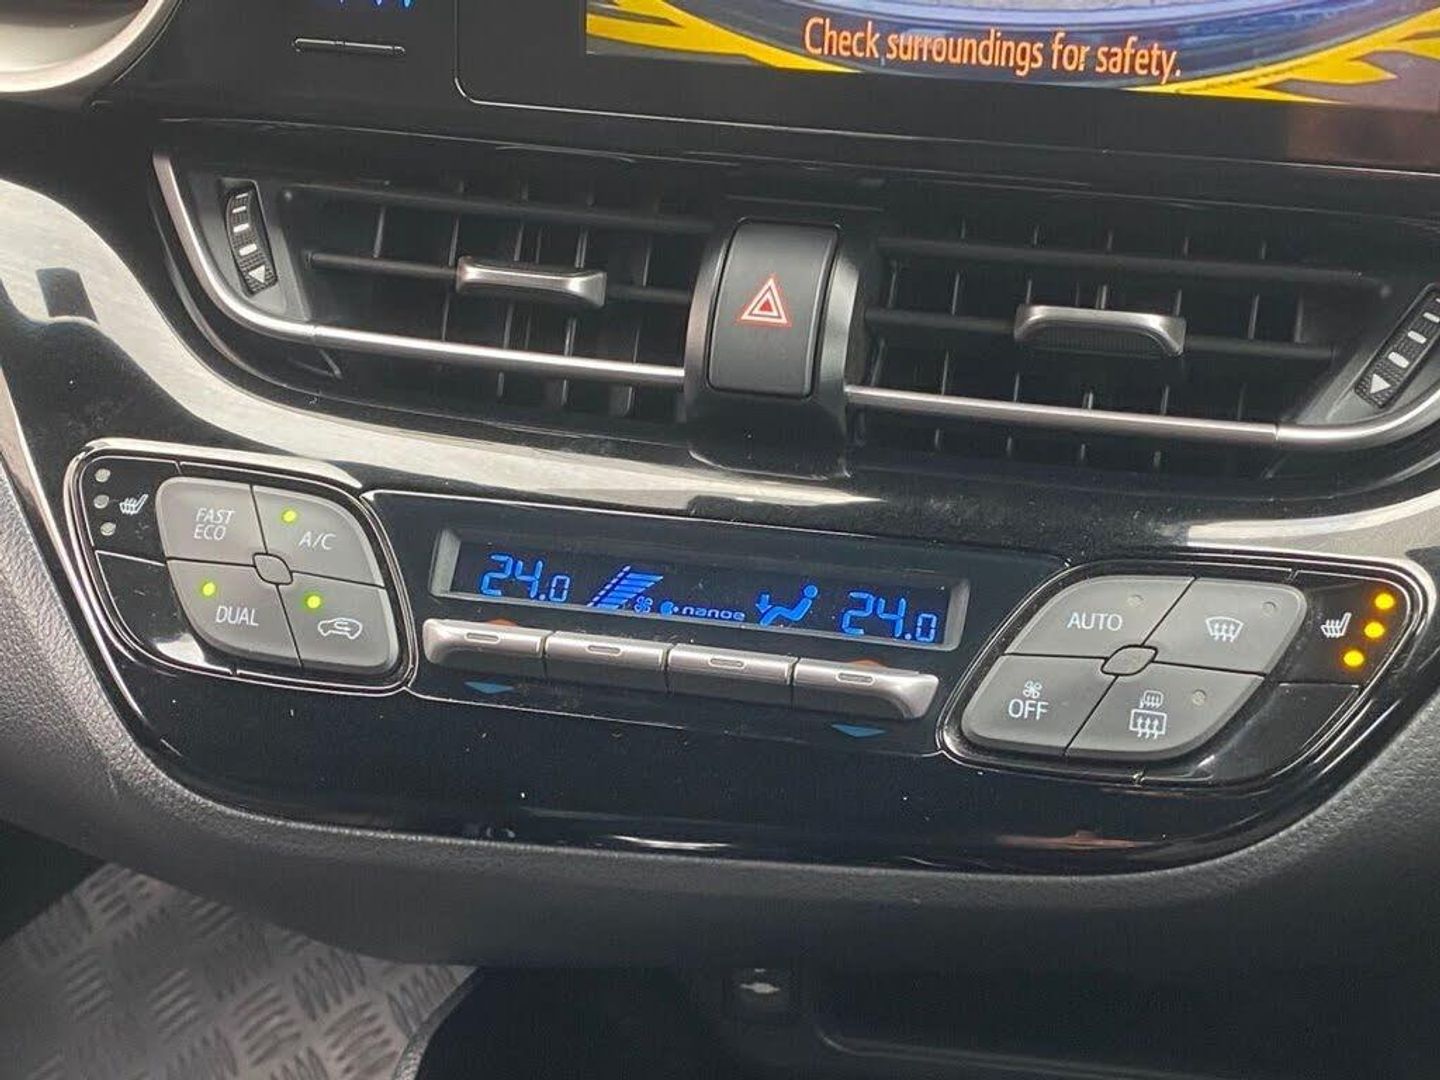 Check surroundings for safety.
FAST
ECO
A/C
DUAL
24.0 nanoe 24.0
AUTO
OFF